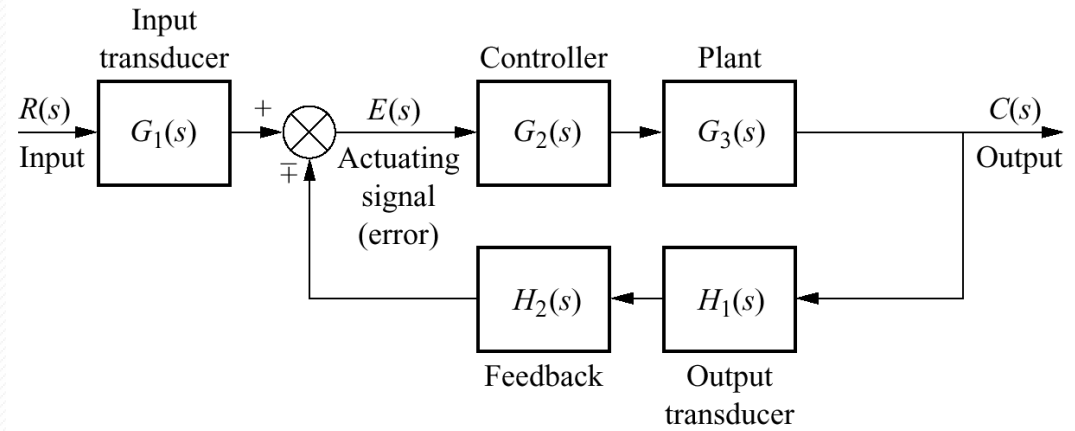 Input
transducer
Controller
Plant
R(s)
Input
G₁(s)
+
∓
E(s)
Actuating
signal
(error)
G₂(s)
G₃(s)
C(s)
Output
H₂(s)
H₁(s)
Feedback
Output
transducer